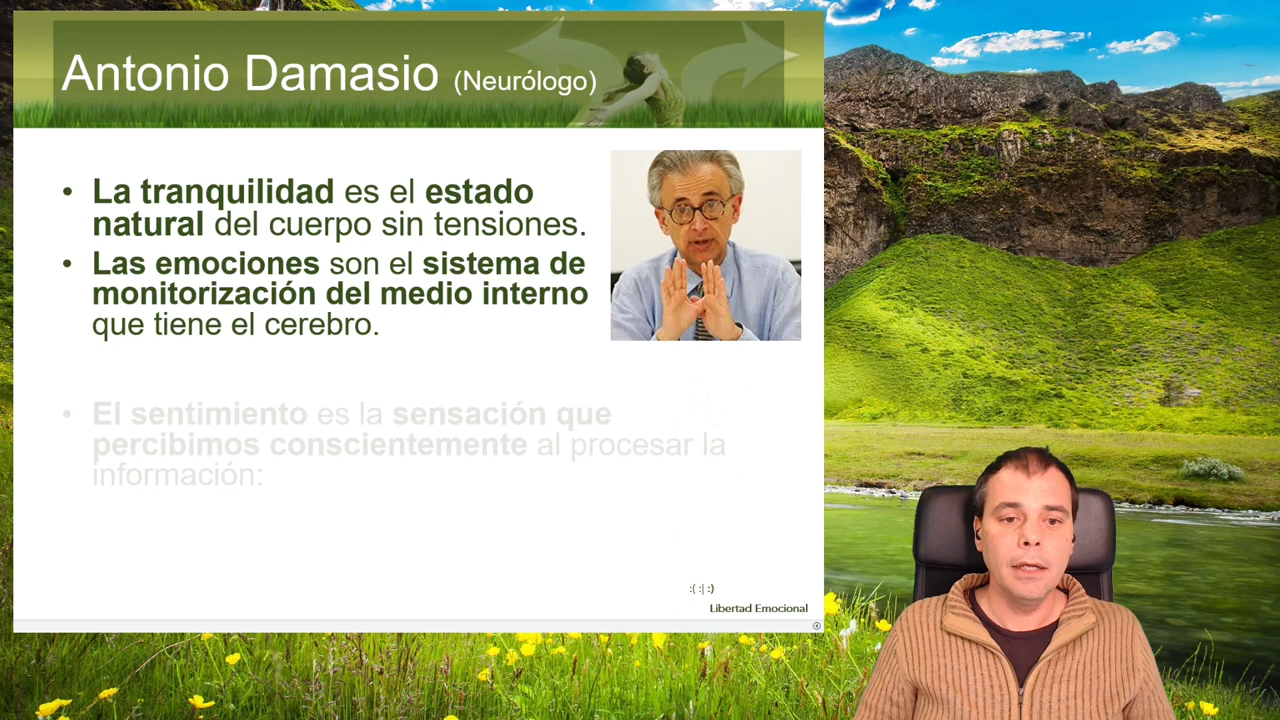 Antonio Damasio (Neurólogo)
• La tranquilidad es el estado
natural del cuerpo sin tensiones.
• Las emociones son el sistema de
monitorización del medio interno
que tiene el cerebro.
• El sentimiento es la sensación que
percibimos conscientemente al procesar la
información:
:( :| :)
Libertad Emocional